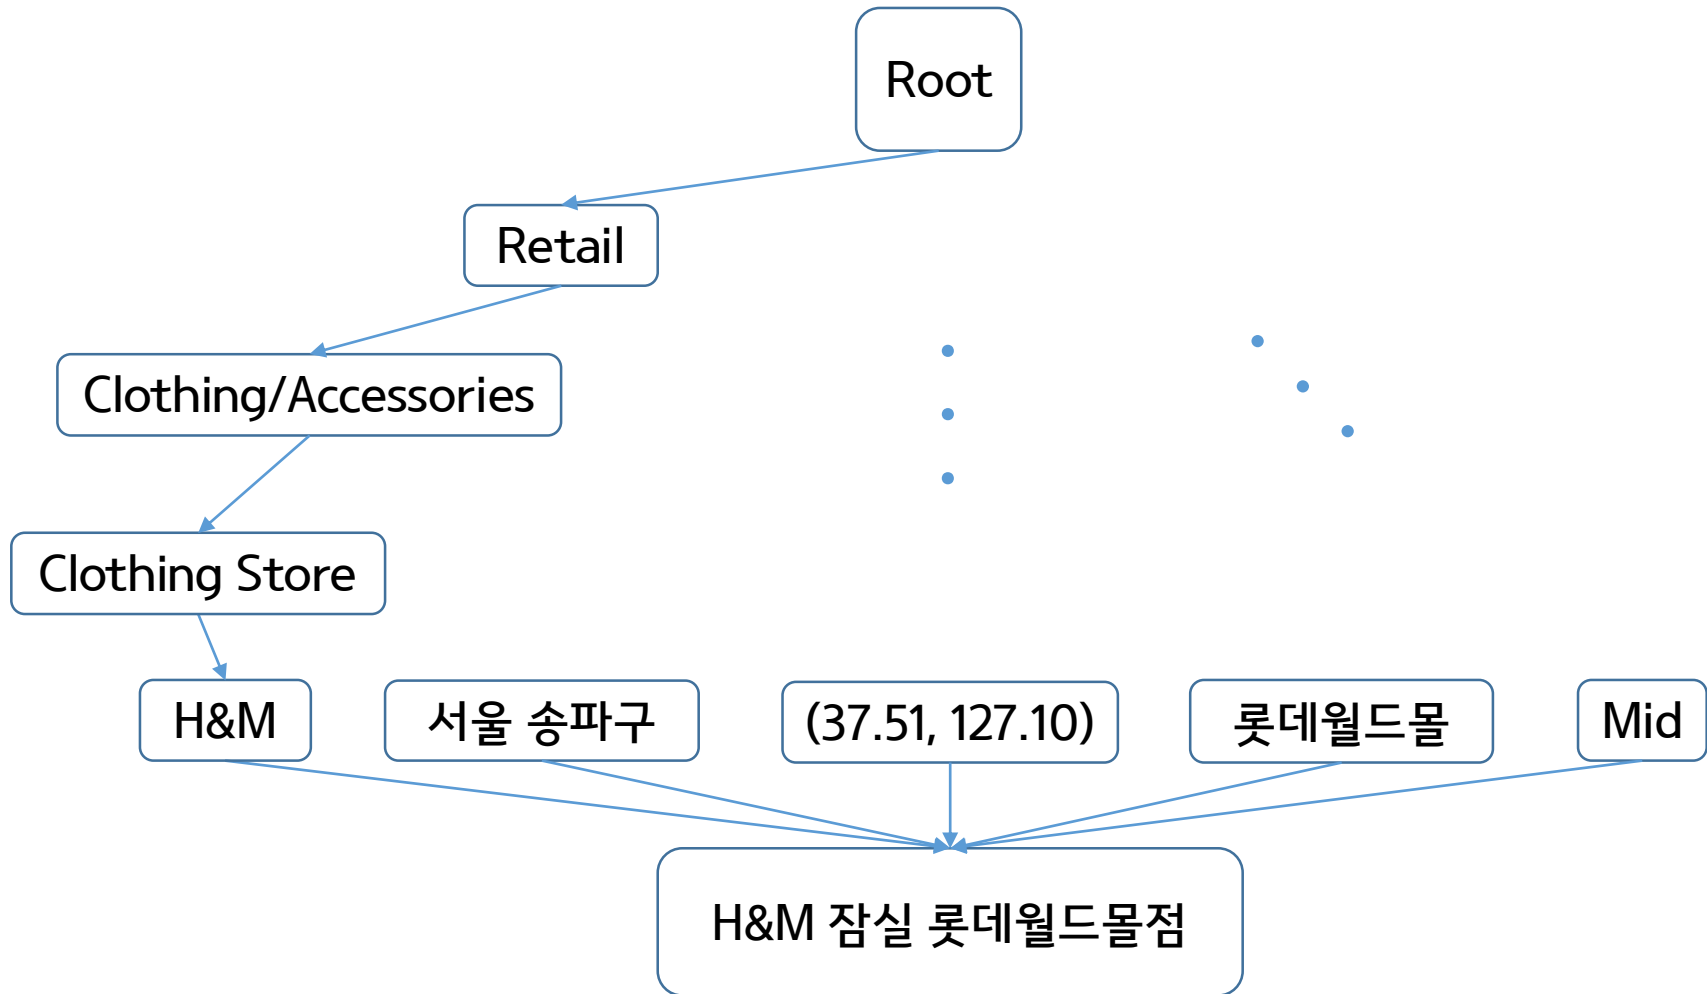 Root
Retail
Clothing/Accessories
Clothing Store
H&M
서울 송파구
(37.51, 127.10)
롯데월드몰
Mid
H&M 잠실 롯데월드몰점